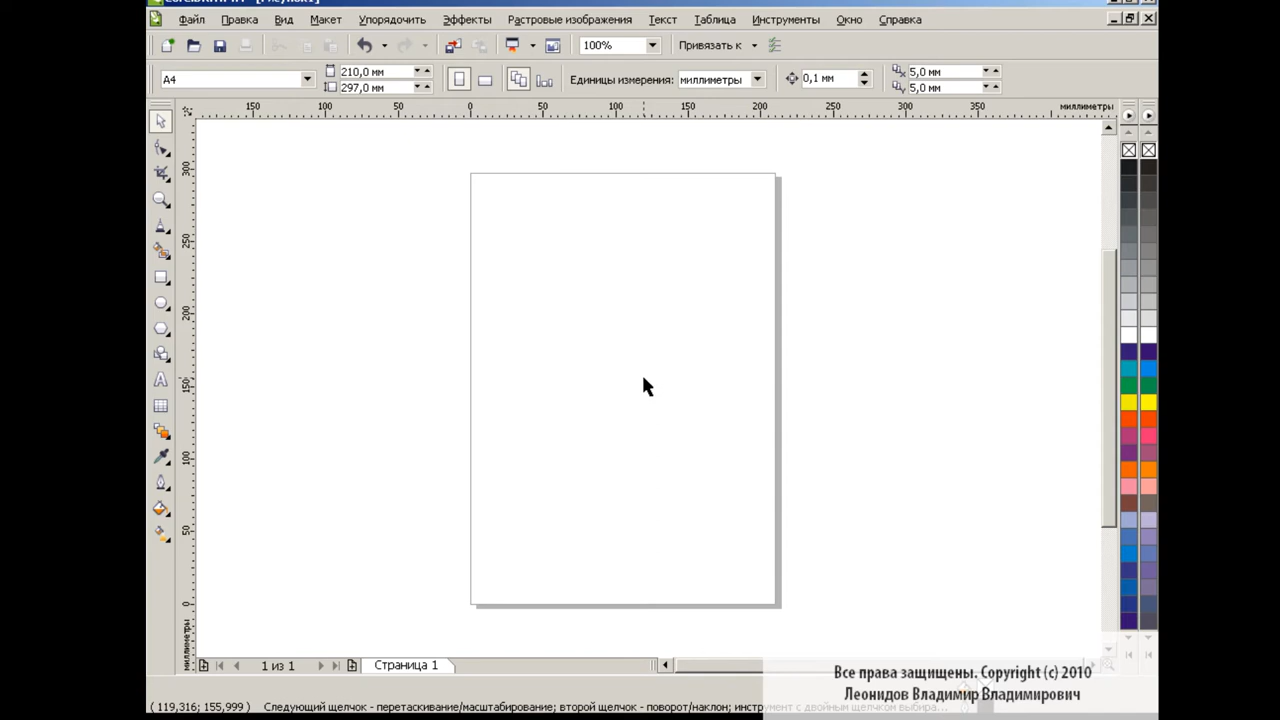 Файл Правка Вид Макет Упорядочить Эффекты Растровые изображения Текст Таблица Инструменты Окно Справка
100% Привязать к
A4 210,0 мм 297,0 мм Единицы измерения: миллиметры 0,1 мм 5,0 мм 5,0 мм
150 100 50 0 50 100 150 200 250 300 350 миллиметры
300
250
200
150
100
50
0
миллиметры
1 из 1 Страница 1
Все права защищены. Copyright (c) 2010
Леонидов Владимир Владимирович
( 119,316; 155,999 ) Следующий щелчок - перетаскивание/масштабирование; второй щелчок - поворот/наклон; инструмент с двойным щелчком выбира...